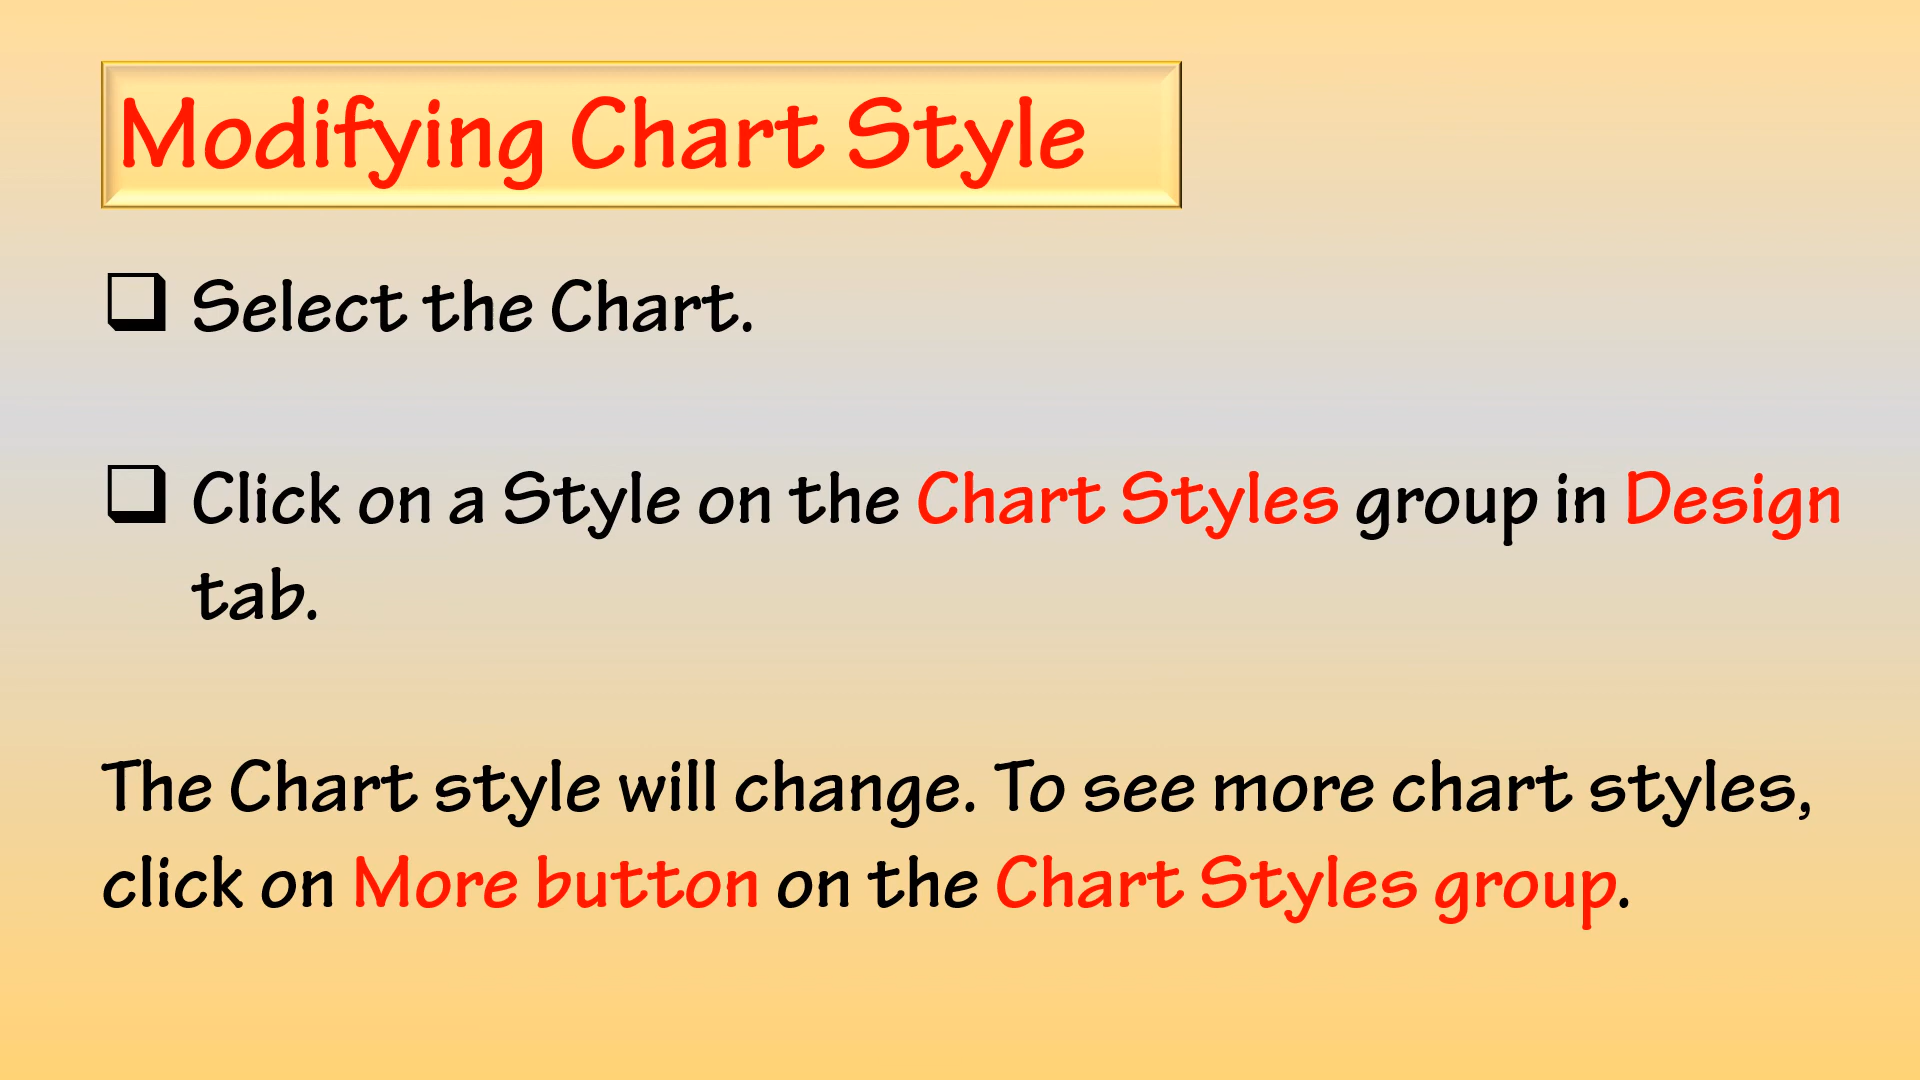 Modifying Chart Style
❑ Select the Chart.
❑ Click on a Style on the Chart Styles group in Design
tab.
The Chart style will change. To see more chart styles,
click on More button on the Chart Styles group.